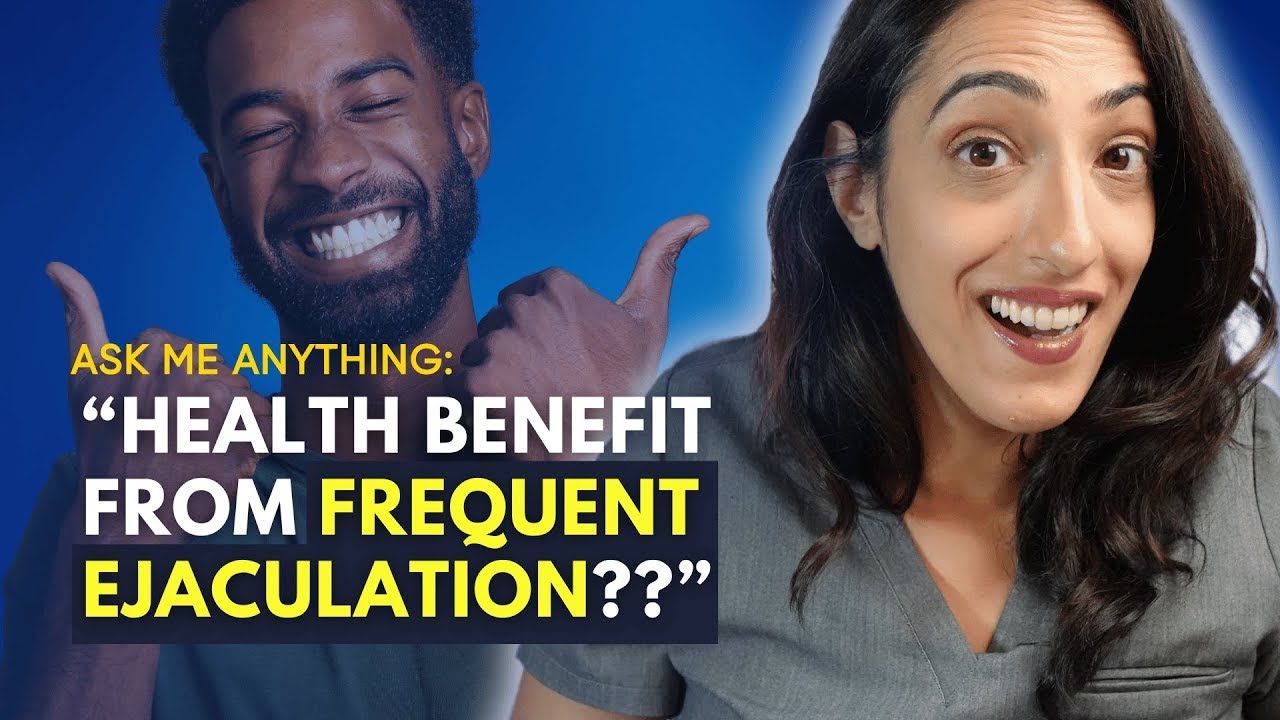 ASK ME ANYTHING:
“HEALTH BENEFIT
FROM FREQUENT
EJACULATION??”